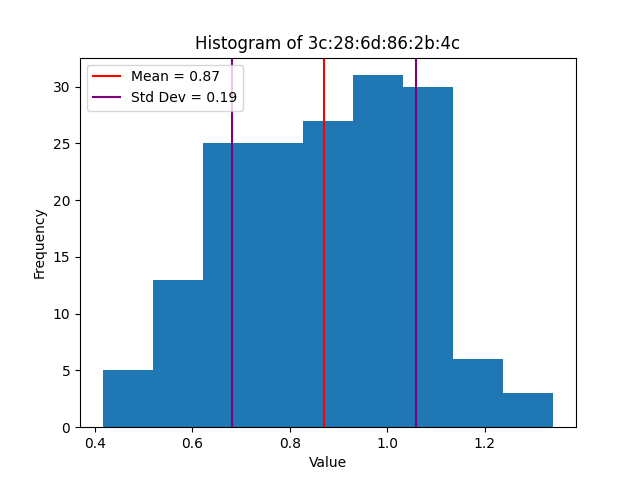 Histogram of 3c:28:6d:86:2b:4c
Mean = 0.87
Std Dev = 0.19
Frequency
30
25
20
15
10
5
0
0.4 0.6 0.8 1.0 1.2
Value